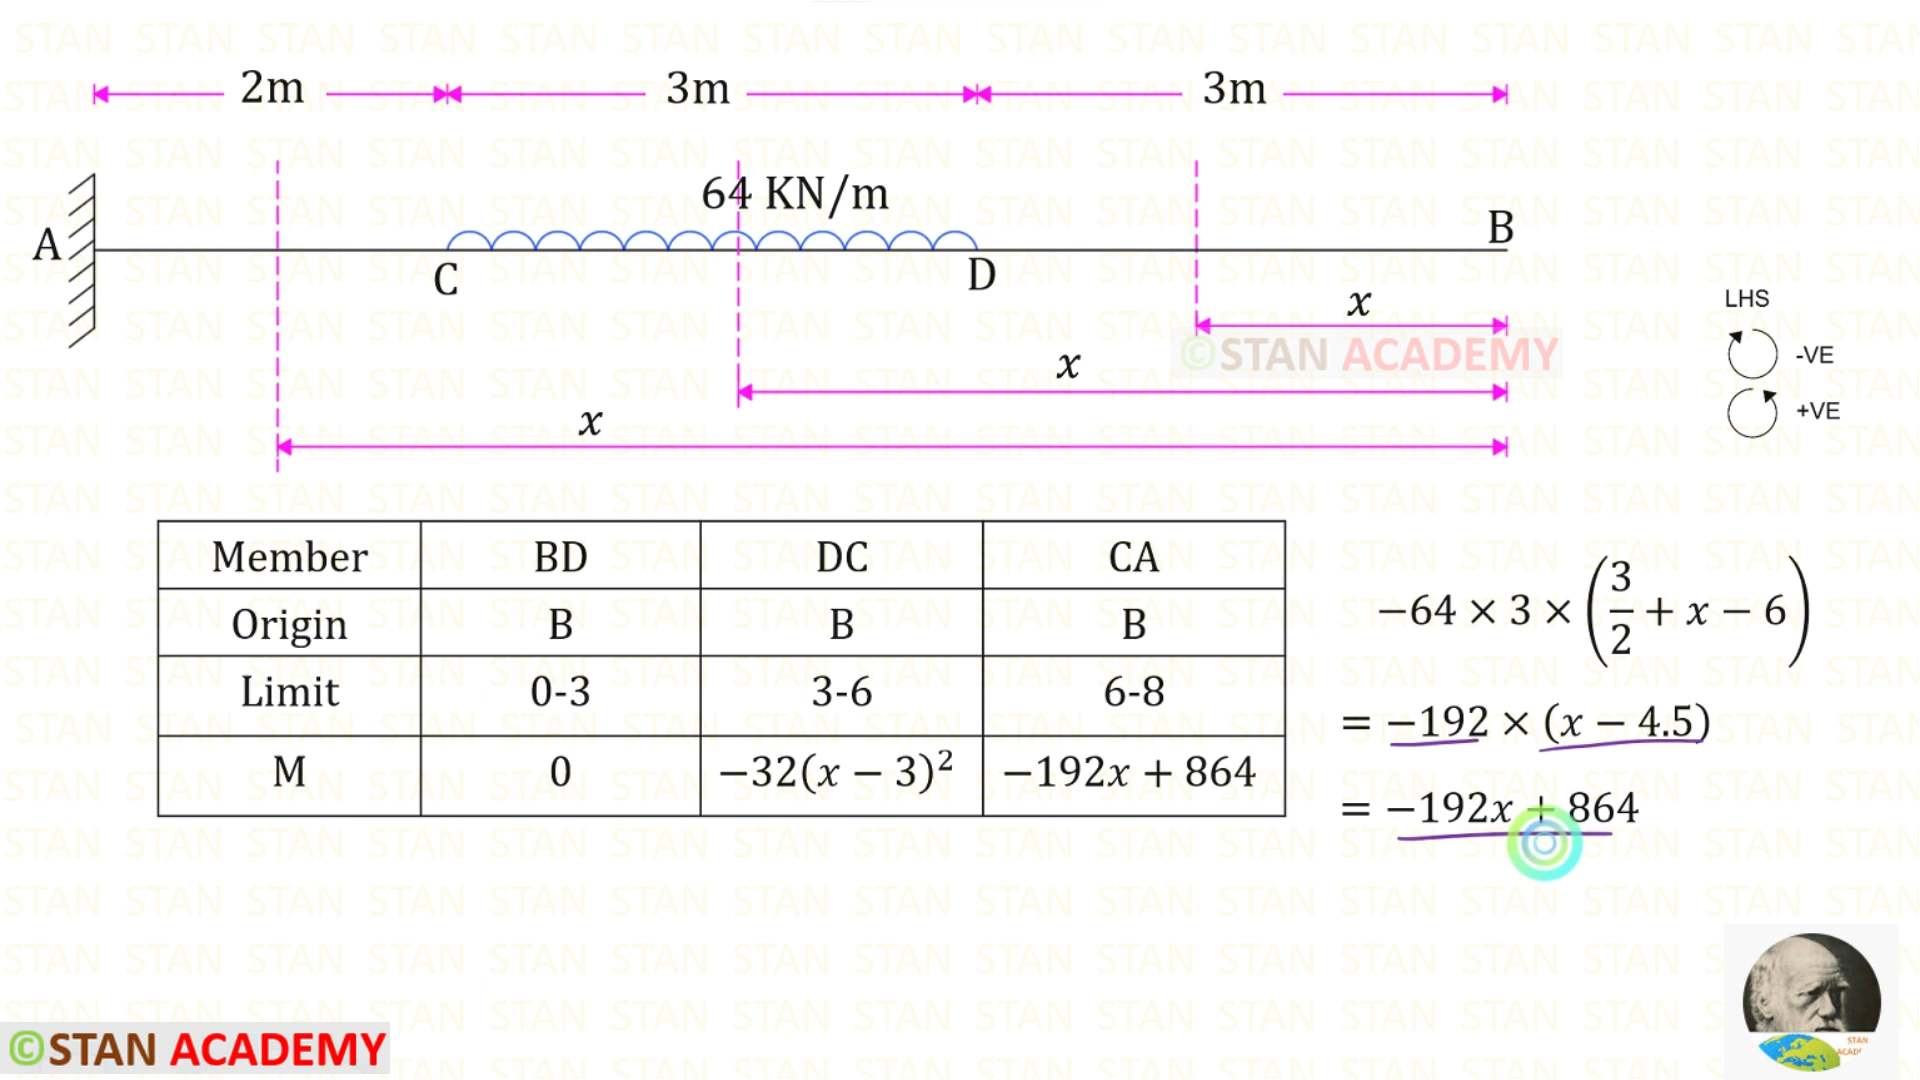 2m 3m 3m
64 KN/m
A B
C D
x
LHS
©STAN ACADEMY
-VE
x
+VE
x
Member BD DC CA
Origin B B B
Limit 0-3 3-6 6-8
M 0 −32(x − 3)² −192x + 864
−64 × 3 × (3/2 + x − 6)
= −192 × (x − 4.5)
= −192x + 864
©STAN ACADEMY
STAN